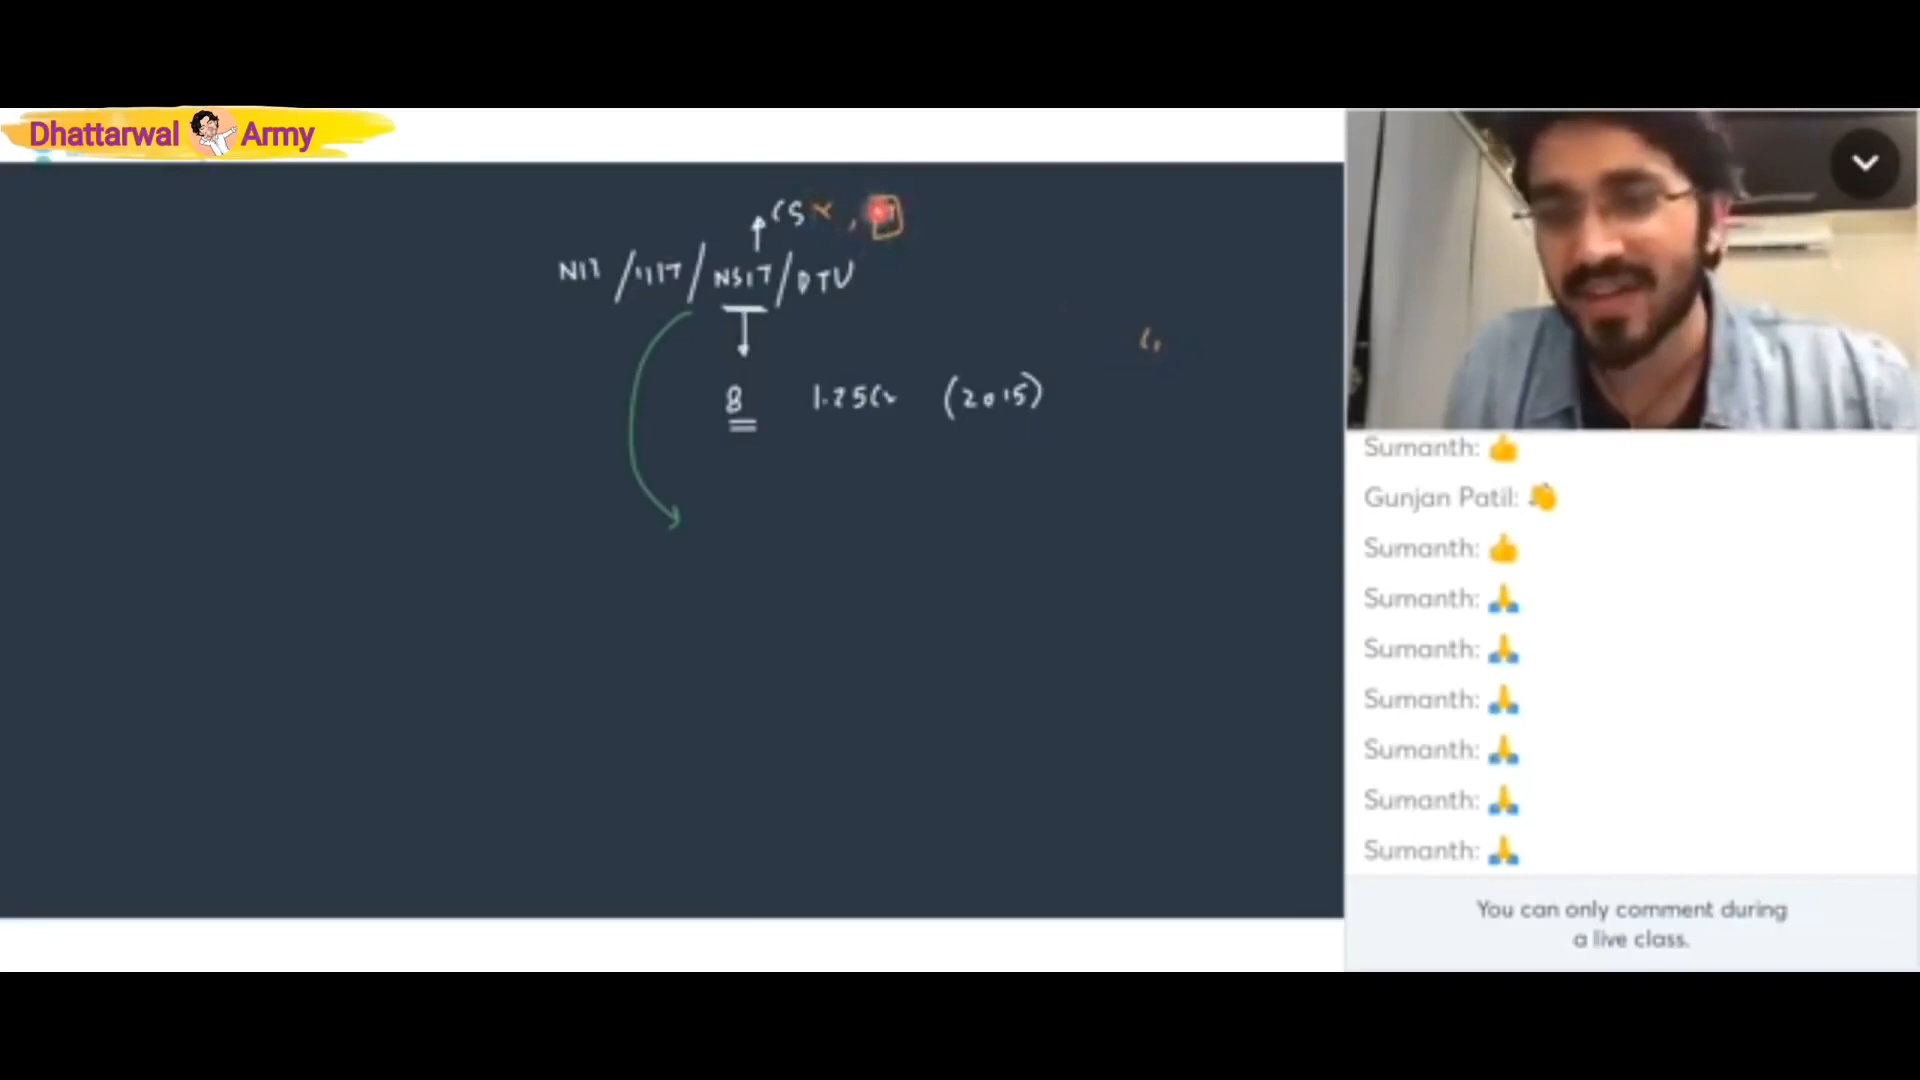 Dhattarwal Army
CS x ,
NIT / IIIT / NSIT / DTU
8 1.25Cr (2015)
Sumanth: 👍
Gunjan Patil: 👏
Sumanth: 👍
Sumanth: 🙏
Sumanth: 🙏
Sumanth: 🙏
Sumanth: 🙏
Sumanth: 🙏
Sumanth: 🙏
You can only comment during
a live class.